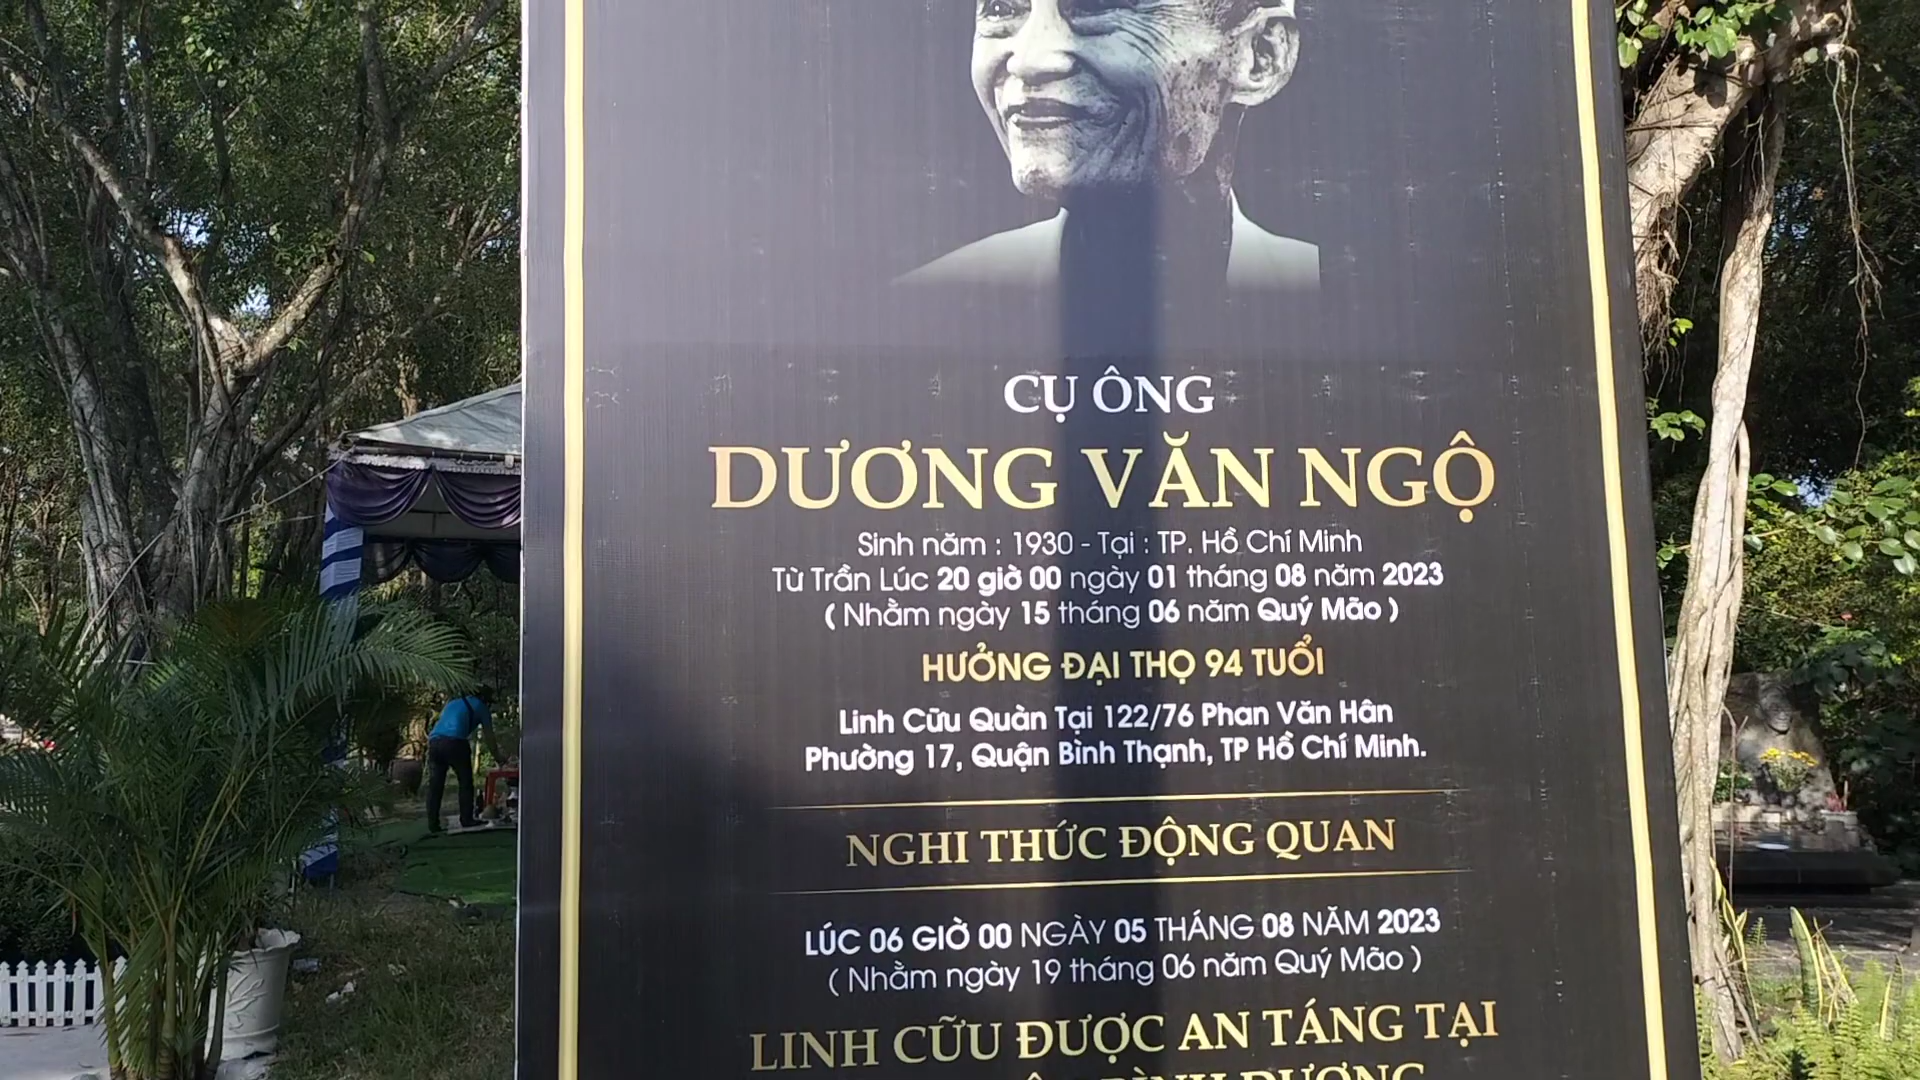 CỤ ÔNG
DƯƠNG VĂN NGỘ
Sinh năm : 1930 - Tại : TP. Hồ Chí Minh
Từ Trần Lúc 20 giờ 00 ngày 01 tháng 08 năm 2023
( Nhằm ngày 15 tháng 06 năm Quý Mão )
HƯỞNG ĐẠI THỌ 94 TUỔI
Linh Cữu Quàn Tại 122/76 Phan Văn Hân
Phường 17, Quận Bình Thạnh, TP Hồ Chí Minh.
NGHI THỨC ĐỘNG QUAN
LÚC 06 GIỜ 00 NGÀY 05 THÁNG 08 NĂM 2023
( Nhằm ngày 19 tháng 06 năm Quý Mão )
LINH CỮU ĐƯỢC AN TÁNG TẠI
BÌNH DƯƠNG